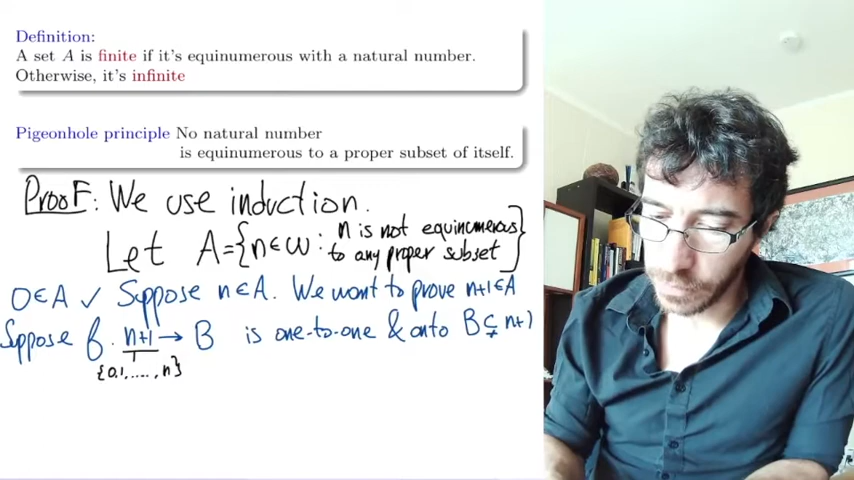 Definition:
A set A is finite if it's equinumerous with a natural number.
Otherwise, it's infinite
Pigeonhole principle No natural number
is equinumerous to a proper subset of itself.
Proof: We use induction.
Let A={n∈ω: n is not equinumerous
to any proper subset}
0∈A ✓ Suppose n∈A. We want to prove n+1∈A
Suppose f: n+1 → B is one-to-one & onto B⊊n+1
{0,1,....,n}